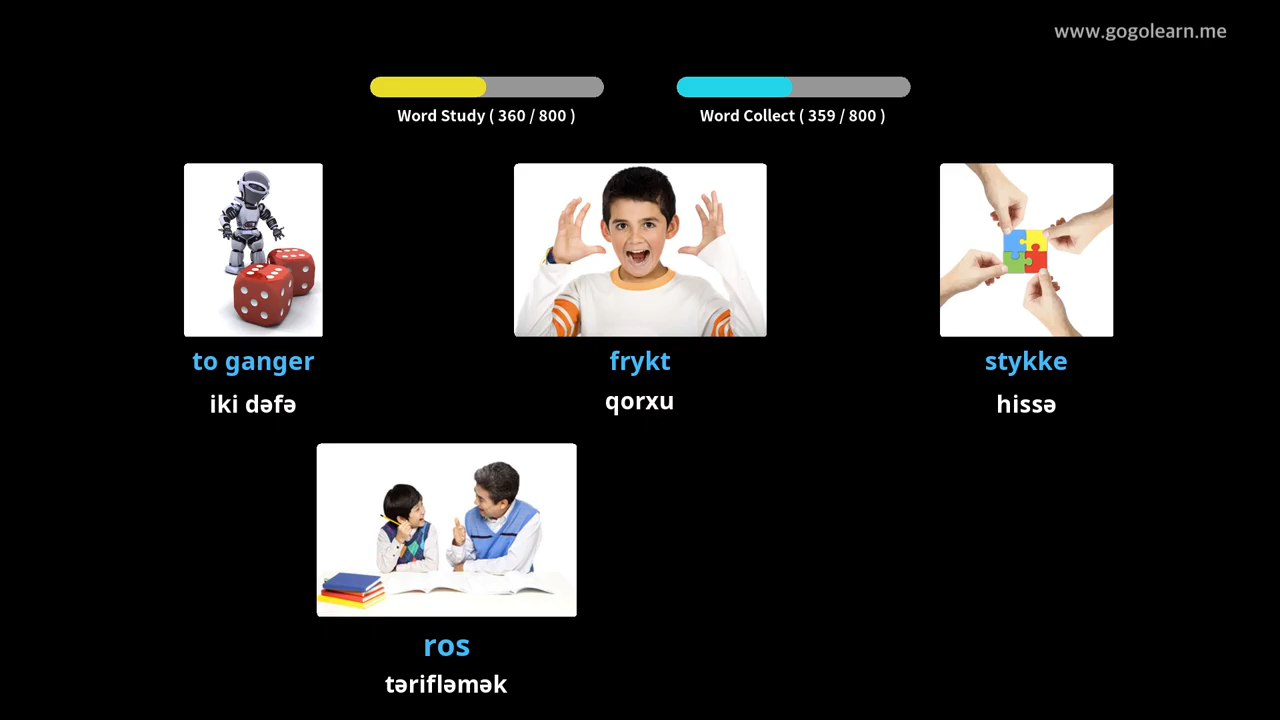 www.gogolearn.me
Word Study ( 360 / 800 )
Word Collect ( 359 / 800 )
to ganger
iki dəfə
frykt
qorxu
stykke
hissə
ros
tərifləmək